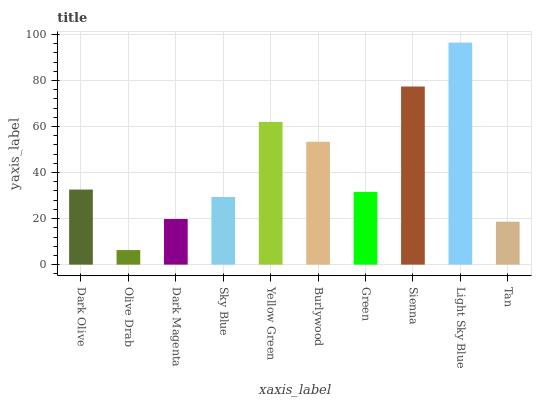 title
100
80
60
40
20
0
yaxis_label
Dark Olive
Olive Drab
Dark Magenta
Sky Blue
Yellow Green
Burlywood
Green
Sienna
Light Sky Blue
Tan
xaxis_label